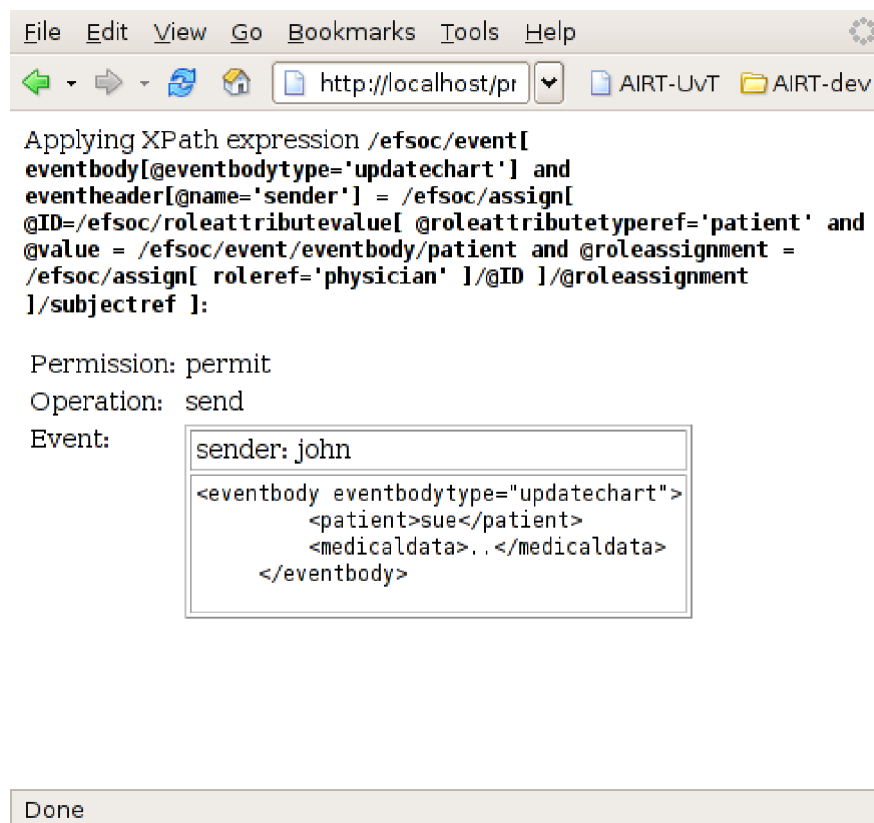 File Edit View Go Bookmarks Tools Help
http://localhost/pr AIRT-UvT AIRT-dev
Applying XPath expression /efsoc/event[
eventbody[@eventbodytype='updatechart'] and
eventheader[@name='sender'] = /efsoc/assign[
@ID=/efsoc/roleattributevalue[ @roleattributetyperef='patient' and
@value = /efsoc/event/eventbody/patient and @roleassignment =
/efsoc/assign[ roleref='physician' ]/@ID ]/@roleassignment
]/subjectref ]:
Permission: permit
Operation: send
Event:
sender: john
<eventbody eventbodytype="updatechart">
<patient>sue</patient>
<medicaldata>..</medicaldata>
</eventbody>
Done